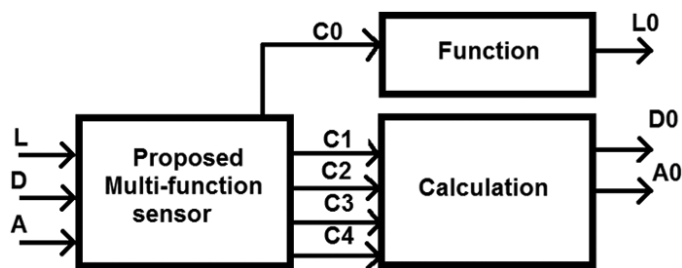 C0
Function
L0
L
D
A
Proposed
Multi-function
sensor
C1
C2
C3
C4
Calculation
D0
A0